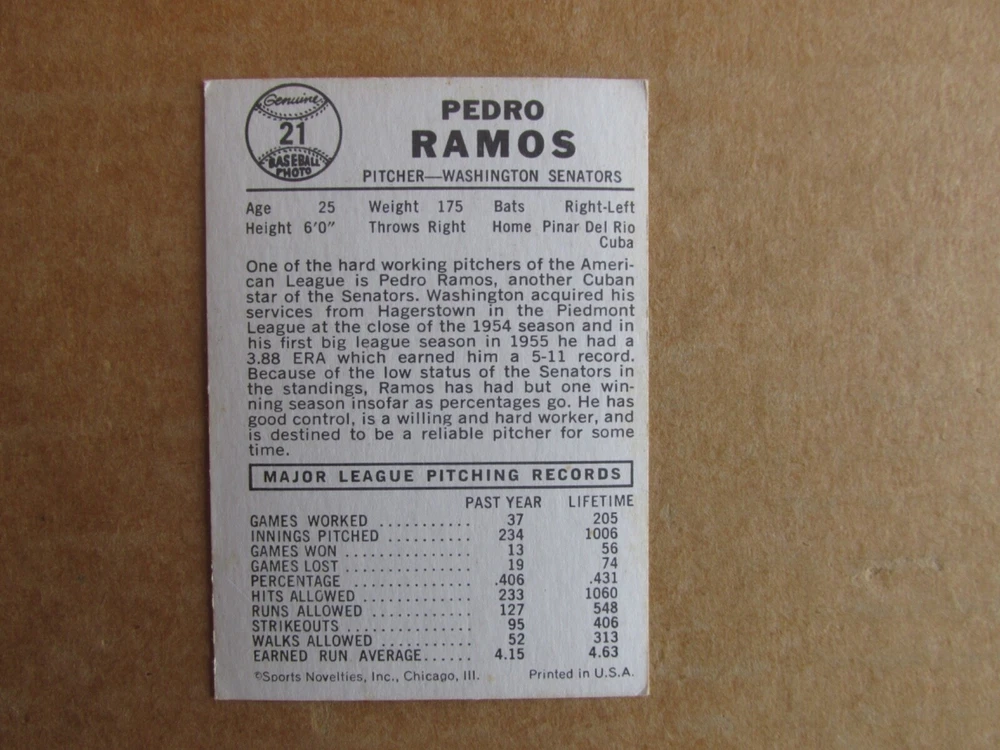 Genuine
21
BASEBALL
PHOTO
PEDRO
RAMOS
PITCHER—WASHINGTON SENATORS
Age 25 Weight 175 Bats Right-Left
Height 6'0" Throws Right Home Pinar Del Rio
Cuba
One of the hard working pitchers of the Ameri-
can League is Pedro Ramos, another Cuban
star of the Senators. Washington acquired his
services from Hagerstown in the Piedmont
League at the close of the 1954 season and in
his first big league season in 1955 he had a
3.88 ERA which earned him a 5-11 record.
Because of the low status of the Senators in
the standings, Ramos has had but one win-
ning season insofar as percentages go. He has
good control, is a willing and hard worker, and
is destined to be a reliable pitcher for some
time.
MAJOR LEAGUE PITCHING RECORDS
PAST YEAR LIFETIME
GAMES WORKED ........... 37 205
INNING PITCHED .......... 234 1006
GAMES WON ............... 13 56
GAMES LOST ............... 19 74
PERCENTAGE .............. .406 .431
HITS ALLOWED ............. 233 1060
RUNS ALLOWED ............ 127 548
STRIKEOUTS ............... 95 406
WALKS ALLOWED ........... 52 313
EARNED RUN AVERAGE...... 4.15 4.63
©Sports Novelties, Inc., Chicago, Ill. Printed in U.S.A.